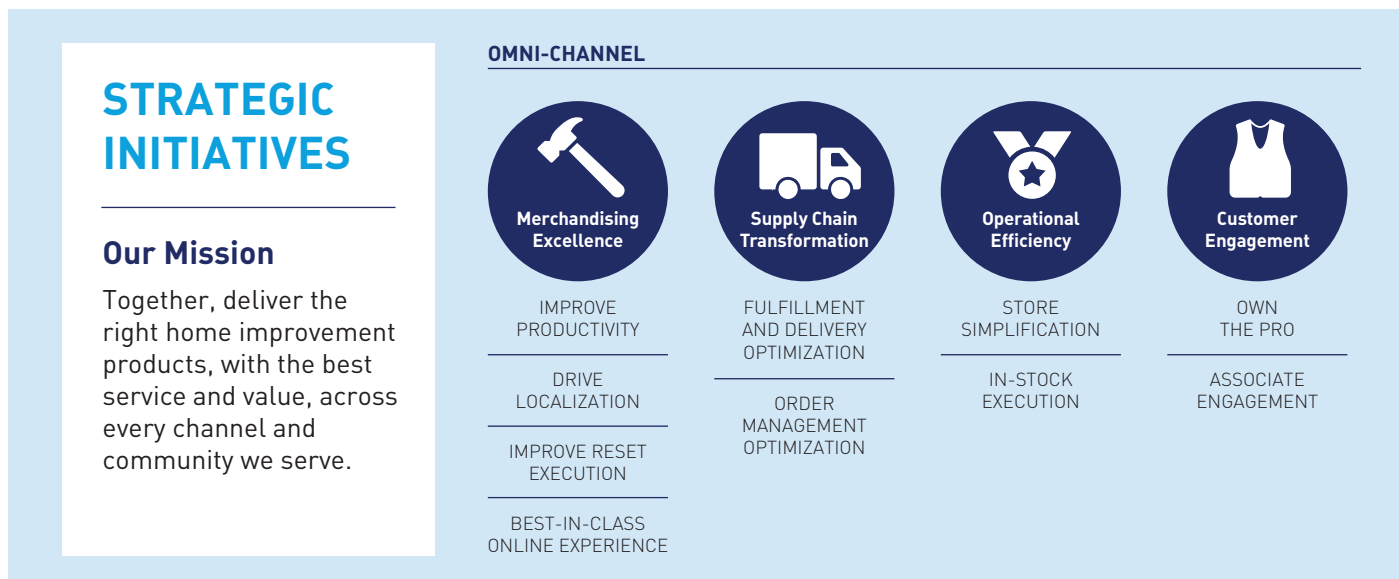 STRATEGIC
INITIATIVES
Our Mission
Together, deliver the
right home improvement
products, with the best
service and value, across
every channel and
community we serve.
OMNI-CHANNEL
Merchandising
Excellence
IMPROVE
PRODUCTIVITY
DRIVE
LOCALIZATION
IMPROVE RESET
EXECUTION
BEST-IN-CLASS
ONLINE EXPERIENCE
Supply Chain
Transformation
FULFILLMENT
AND DELIVERY
OPTIMIZATION
ORDER
MANAGEMENT
OPTIMIZATION
Operational
Efficiency
STORE
SIMPLIFICATION
IN-STOCK
EXECUTION
Customer
Engagement
OWN
THE PRO
ASSOCIATE
ENGAGEMENT